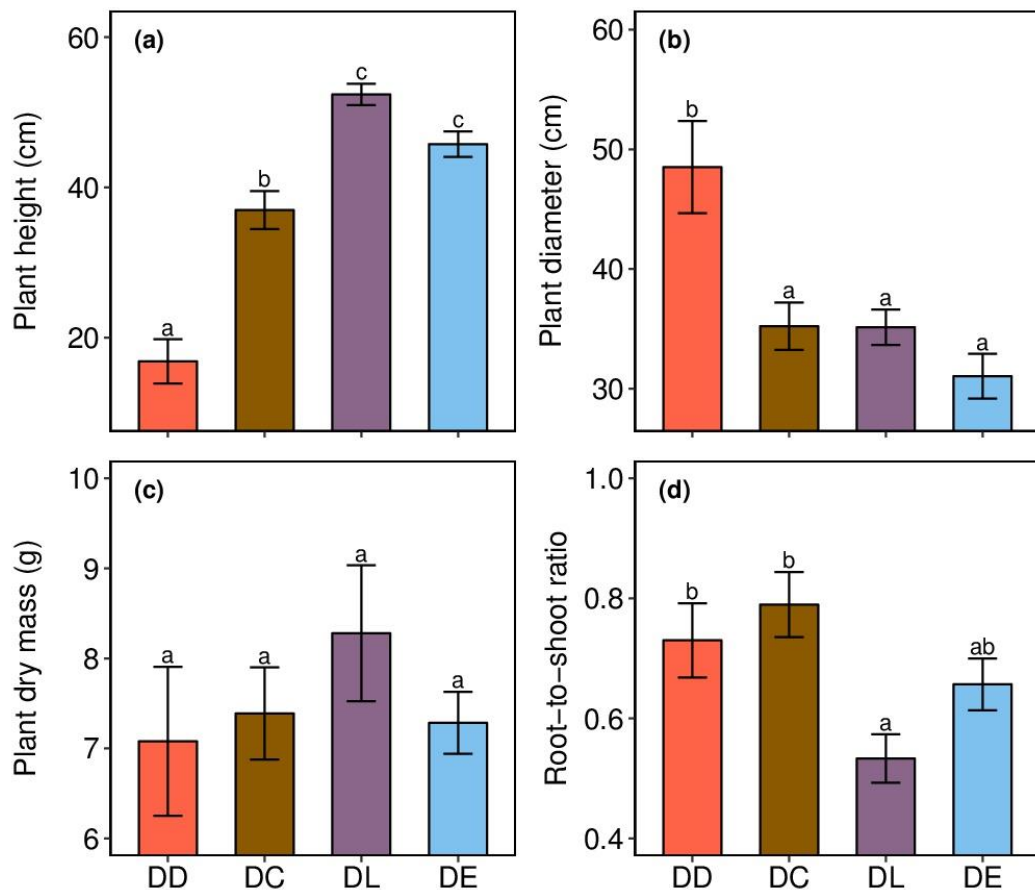 (a)
Plant height (cm)
60
40
20
a
b
c
c
(b)
Plant diameter (cm)
60
50
40
30
b
a
a
a
(c)
Plant dry mass (g)
10
9
8
7
6
a
a
a
a
DD DC DL DE
(d)
Root−to−shoot ratio
1.0
0.8
0.6
0.4
b
b
a
ab
DD DC DL DE